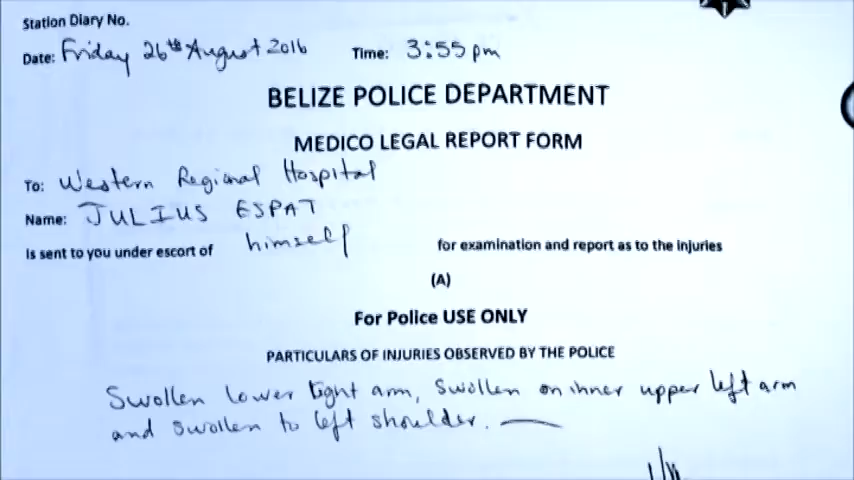 Station Diary No.
Date: Friday 26th August 2016 Time: 3:55 pm
BELIZE POLICE DEPARTMENT
MEDICO LEGAL REPORT FORM
To: Western Regional Hospital
Name: JULIUS ESPAT
Is sent to you under escort of himself for examination and report as to the injuries
(A)
For Police USE ONLY
PARTICULARS OF INJURIES OBSERVED BY THE POLICE
Swollen lower right arm, Swollen on inner upper left arm
and swollen to left shoulder.